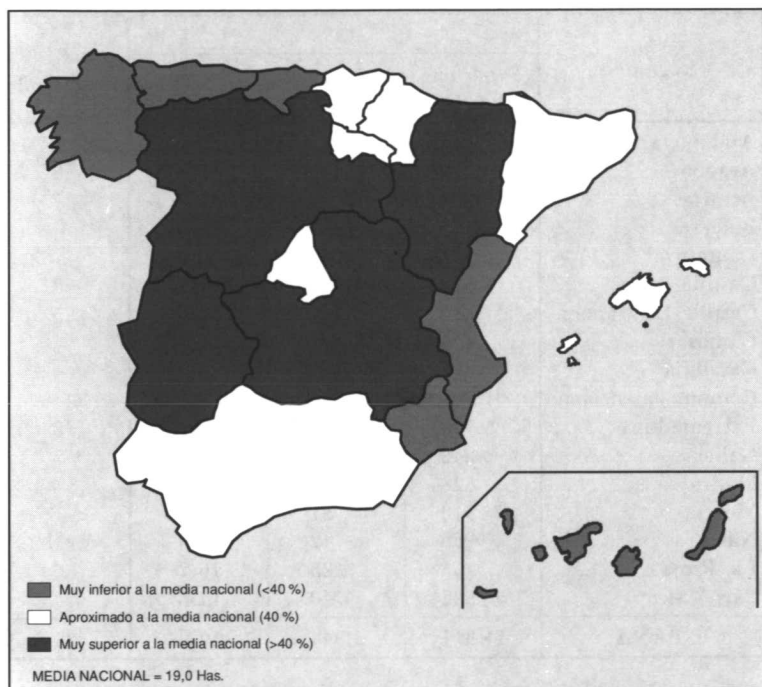 Muy inferior a la media nacional (<40 %)
Aproximado a la media nacional (40 %)
Muy superior a la media nacional (>40 %)
MEDIA NACIONAL = 19,0 Has.